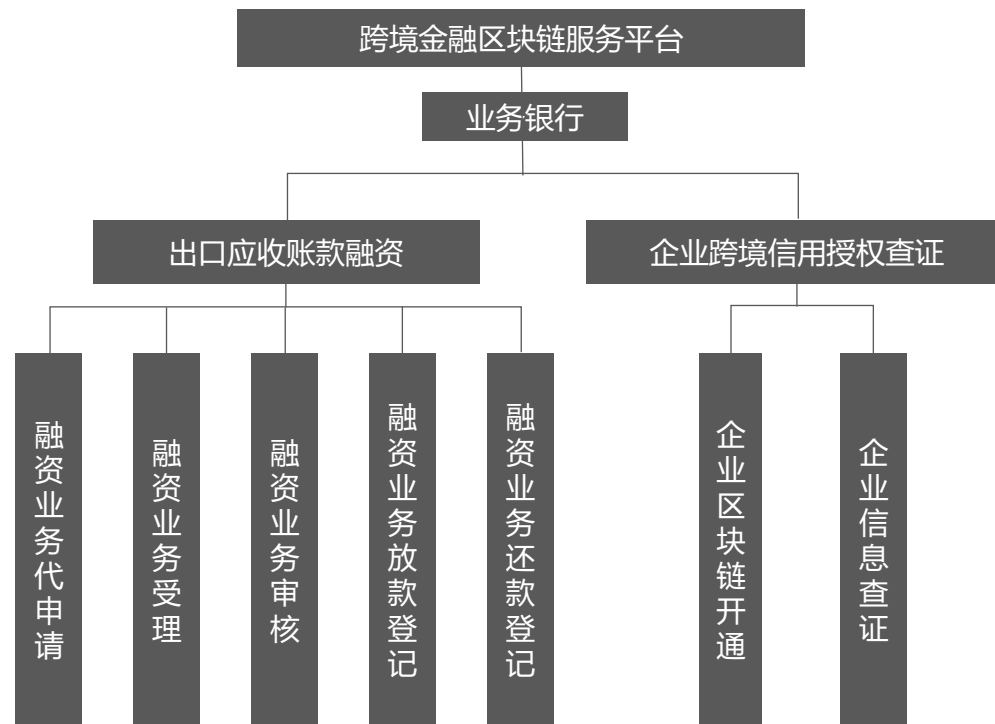 跨境金融区块链服务平台
业务银行
出口应收账款融资
企业跨境信用授权查证
融资业务代申请
融资业务受理
融资业务审核
融资业务放款登记
融资业务还款登记
企业区块链开通
企业信息查证